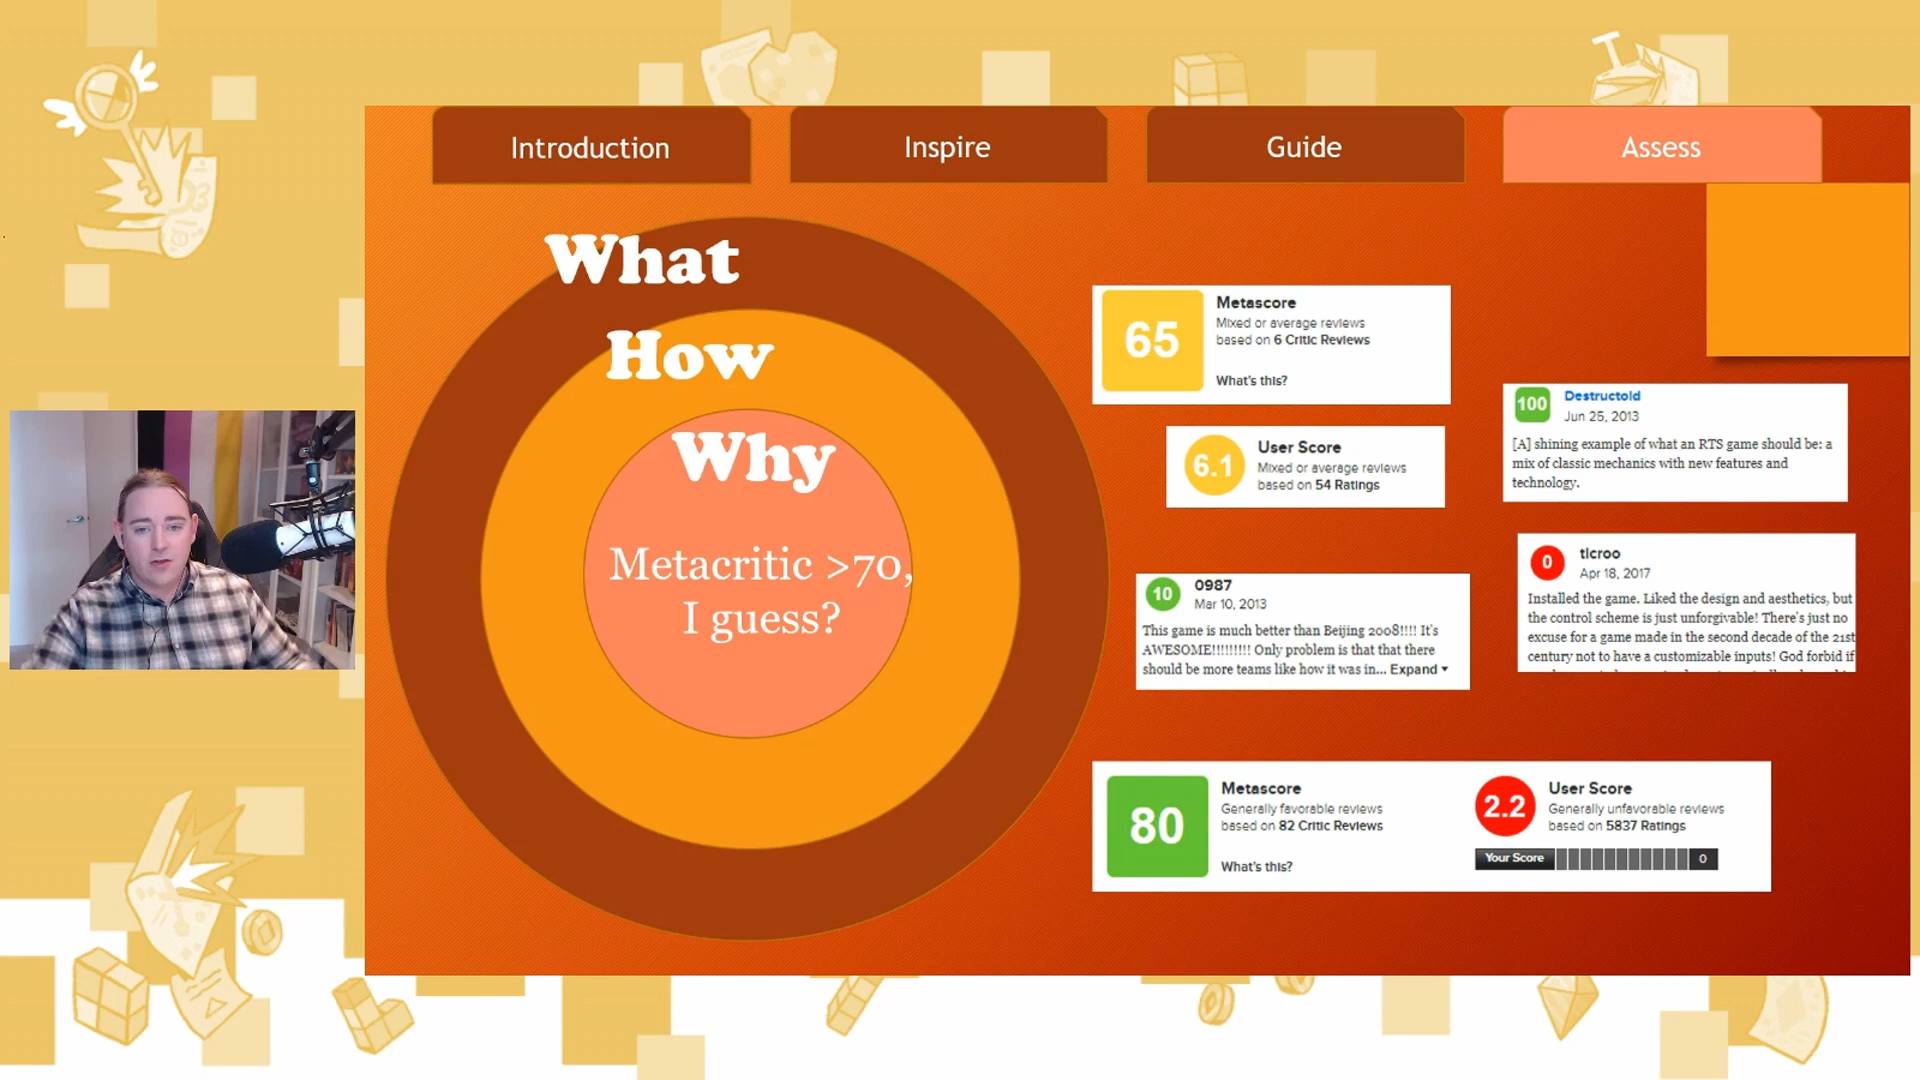 Introduction
Inspire
Guide
Assess
What
How
Why
Metacritic >70,
I guess?
65
Metascore
Mixed or average reviews
based on 6 Critic Reviews
What's this?
6.1
User Score
Mixed or average reviews
based on 54 Ratings
100
Destructoid
Jun 25, 2013
[A] shining example of what an RTS game should be: a
mix of classic mechanics with new features and
technology.
10
0987
Mar 10, 2013
This game is much better than Beijing 2008!!!! It's
AWESOME!!!!!!!!! Only problem is that that there
should be more teams like how it was in... Expand
0
tlcroo
Apr 18, 2017
Installed the game. Liked the design and aesthetics, but
the control scheme is just unforgivable! There's just no
excuse for a game made in the second decade of the 21st
century not to have a customizable inputs! God forbid if
80
Metascore
Generally favorable reviews
based on 82 Critic Reviews
What's this?
2.2
User Score
Generally unfavorable reviews
based on 5837 Ratings
Your Score
0